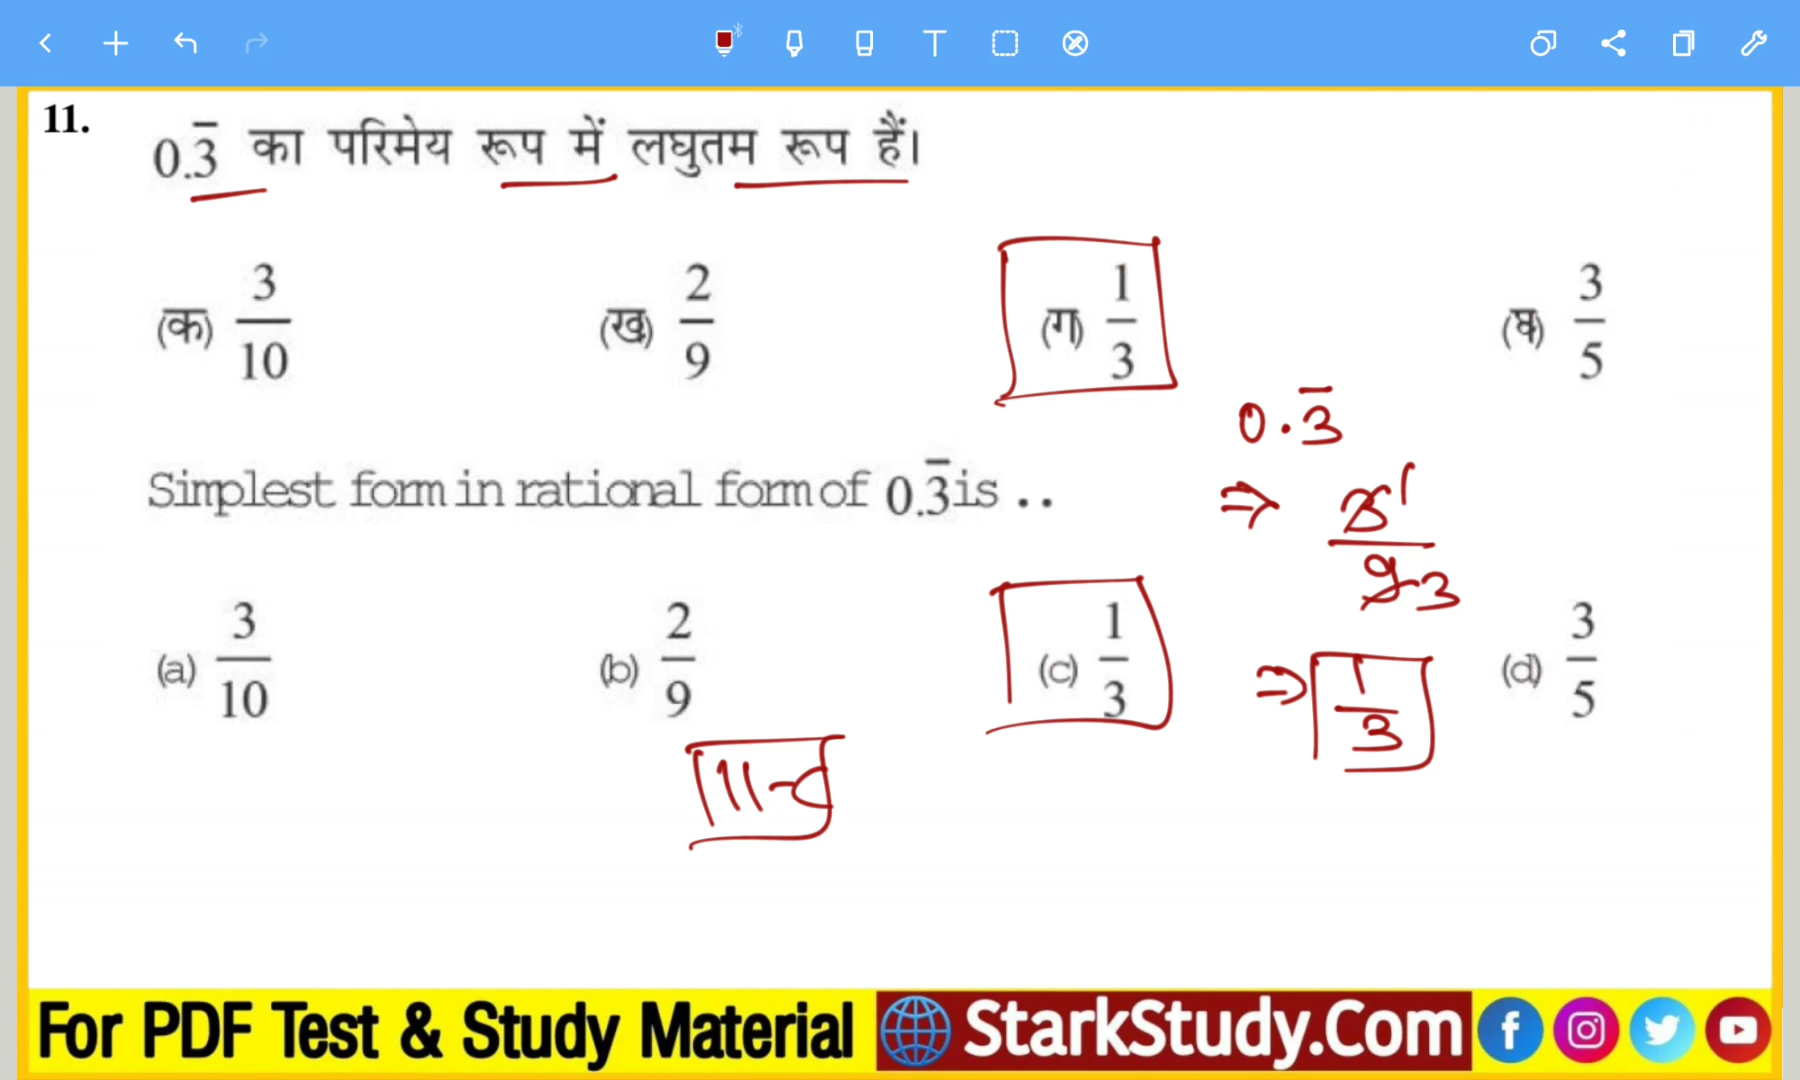 11. 0.3̅ का परिमेय रूप में लघुतम रूप हैं।
(क) 3/10 (ख) 2/9 (ग) 1/3 (घ) 3/5
0.3̅
Simplest form in rational form of 0.3̅ is ..
⇒ 3 1 / 9 3
(a) 3/10 (b) 2/9 (c) 1/3 (d) 3/5
⇒ 1/3
For PDF Test & Study Material StarkStudy.Com